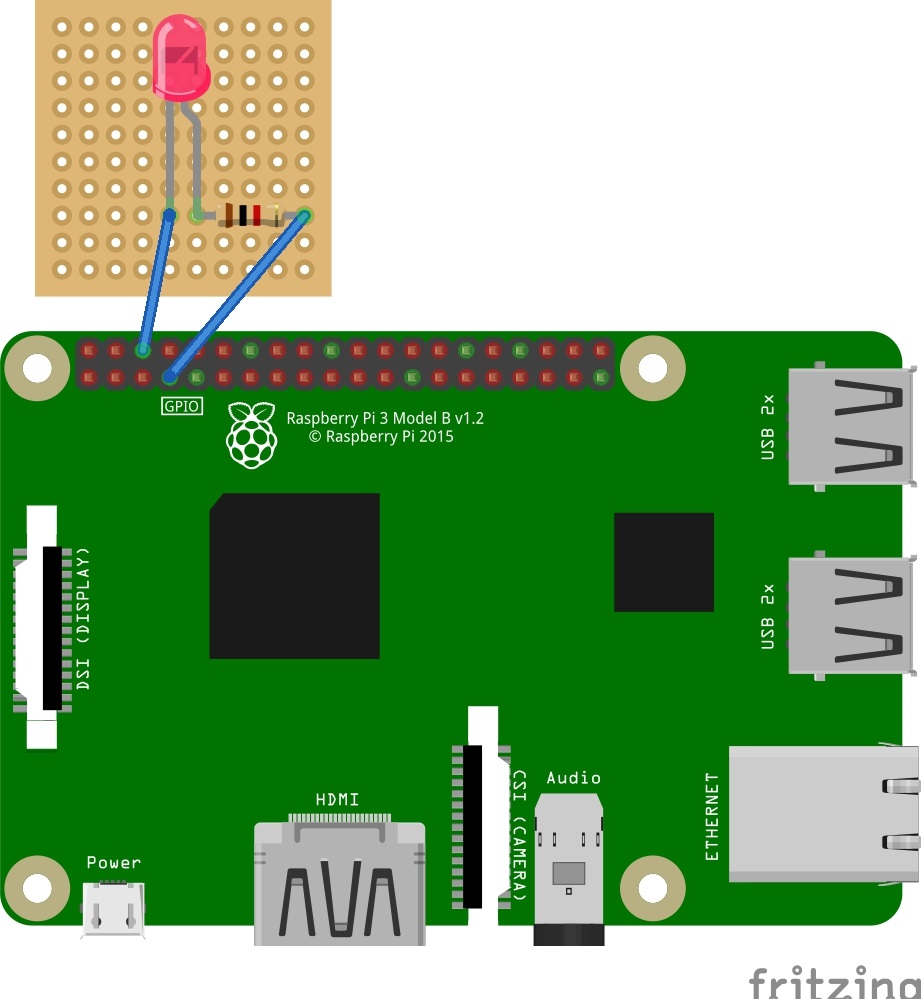 GPIO
Raspberry Pi 3 Model B v1.2
© Raspberry Pi 2015
USB 2x
DSI (DISPLAY)
USB 2x
HDMI
CSI (CAMERA)
Audio
ETHERNET
Power
fritzing